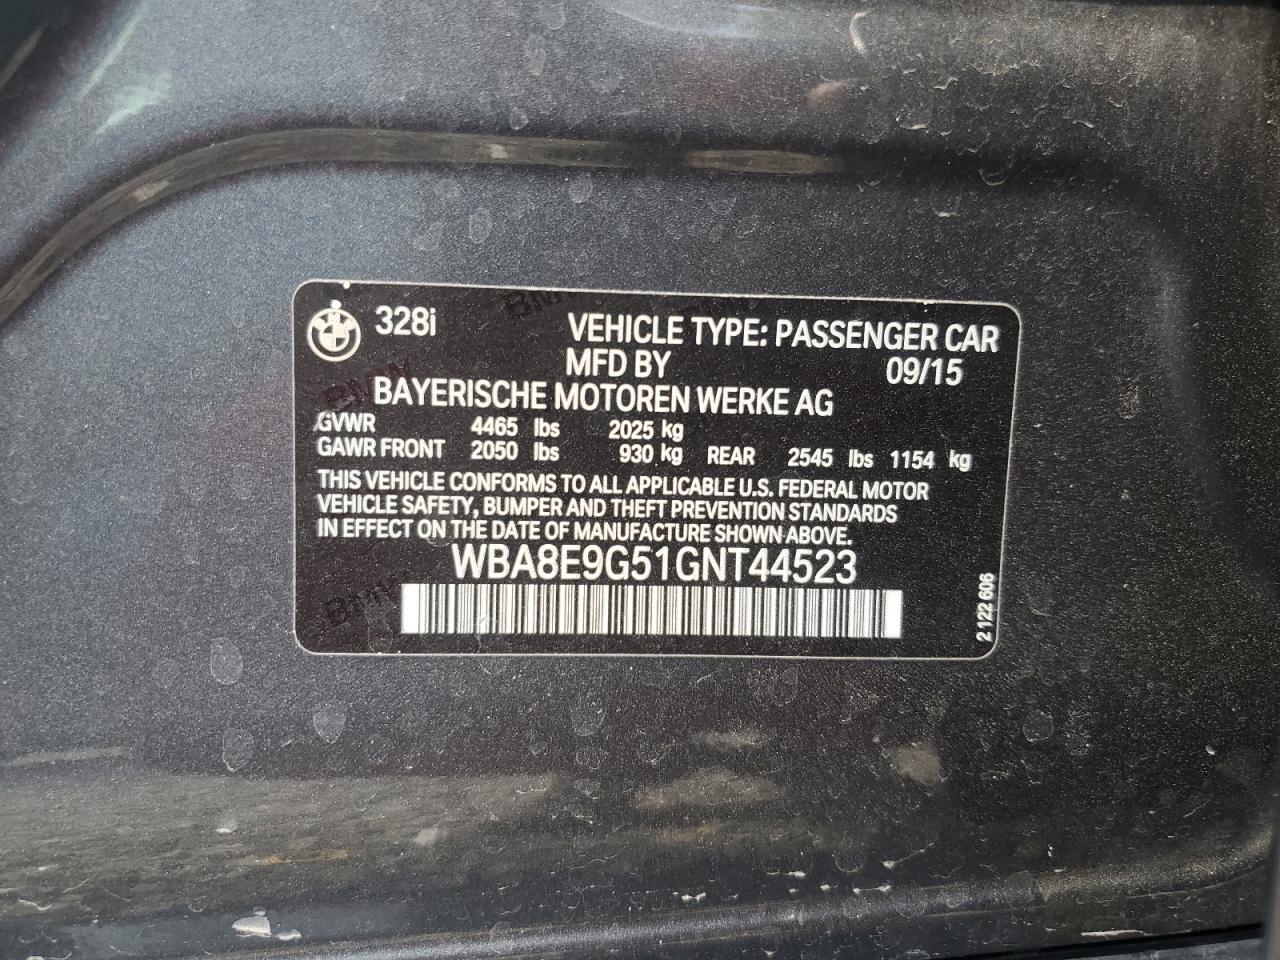 328i
VEHICLE TYPE: PASSENGER CAR
MFD BY 09/15
BAYERISCHE MOTOREN WERKE AG
GVWR 4465 lbs 2025 kg
GAWR FRONT 2050 lbs 930 kg REAR 2545 lbs 1154 kg
THIS VEHICLE CONFORMS TO ALL APPLICABLE U.S. FEDERAL MOTOR
VEHICLE SAFETY, BUMPER AND THEFT PREVENTION STANDARDS
IN EFFECT ON THE DATE OF MANUFACTURE SHOWN ABOVE.
WBA8E9G51GNT44523
2 122 606
BMW
BMW
BMW